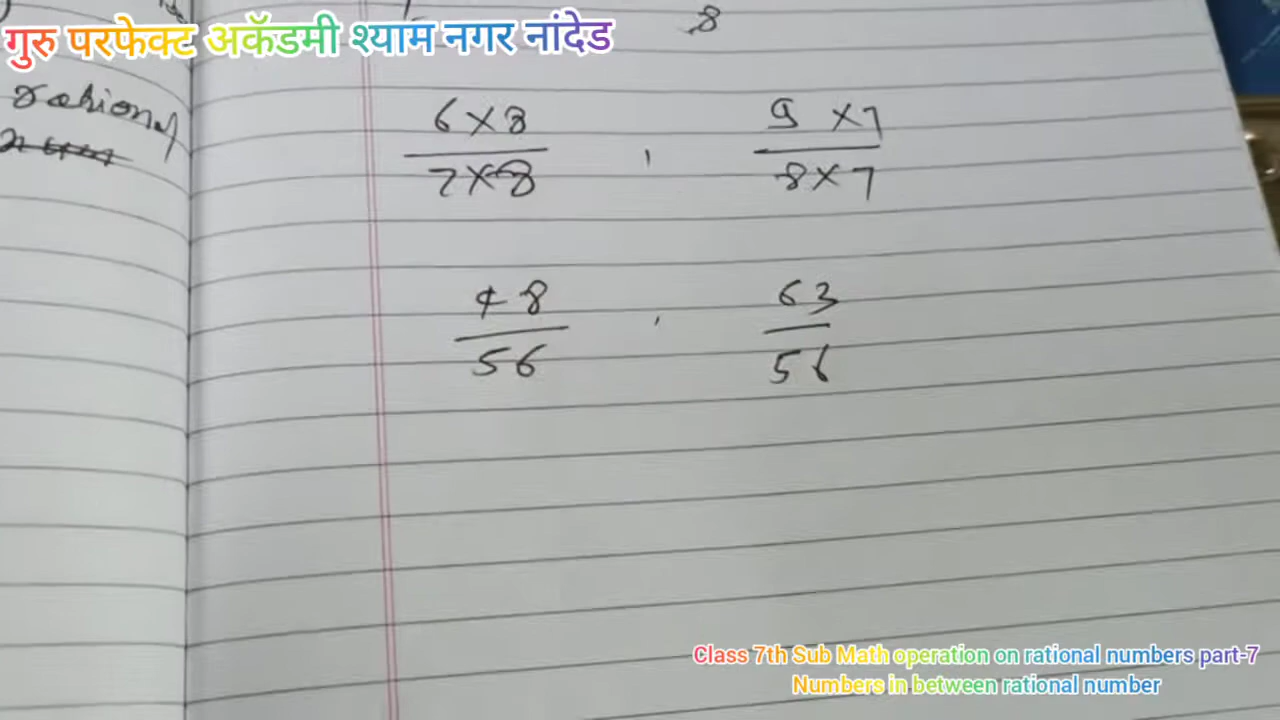 गुरु परफेक्ट अकॅडमी श्याम नगर नांदेड
8
rational
6 × 8 , 9 × 7
7 × 8 8 × 7
48 , 63
56 56
Class 7th Sub Math operation on rational numbers part-7
Numbers in between rational number